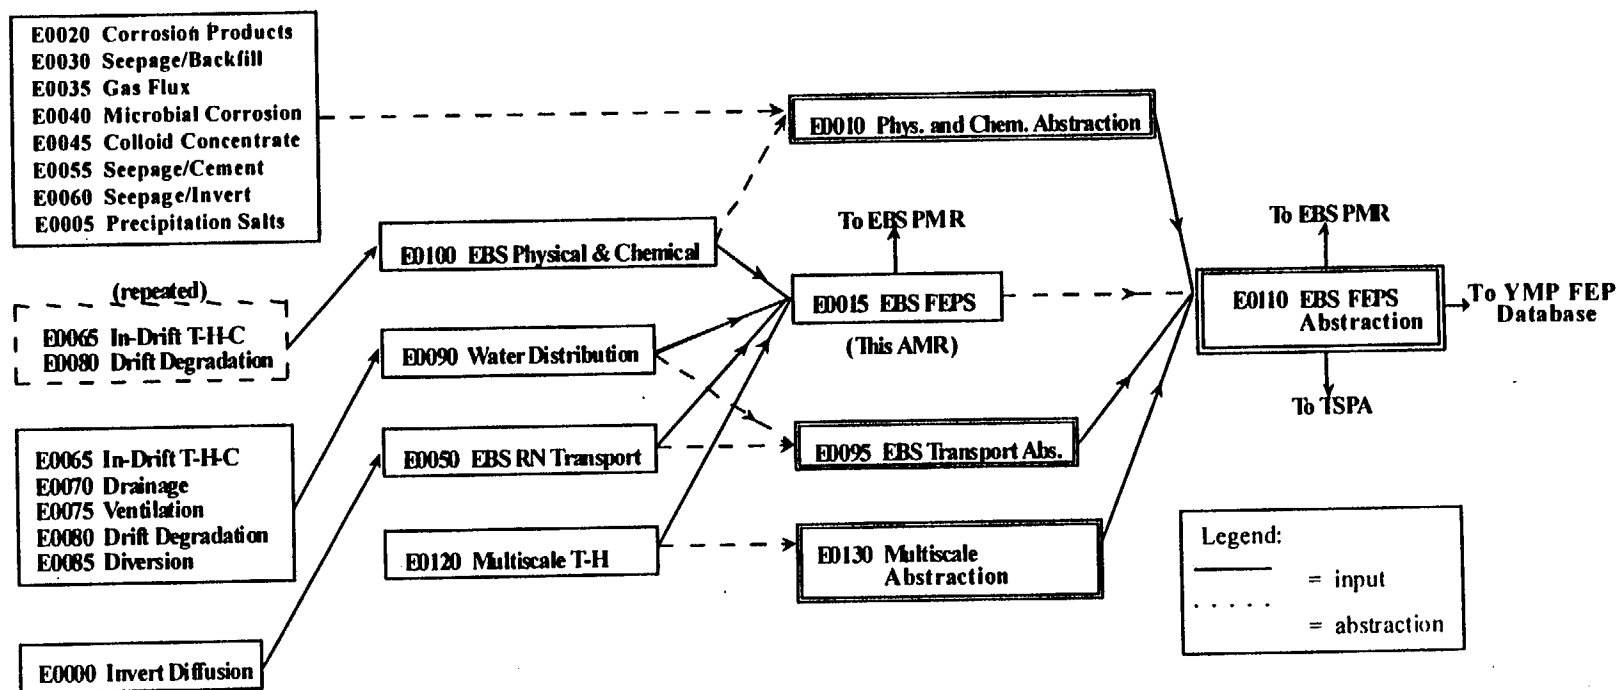 E0020 Corrosion Products
E0030 Seepage/Backfill
E0035 Gas Flux
E0040 Microbial Corrosion
E0045 Colloid Concentrate
E0055 Seepage/Cement
E0060 Seepage/Invert
E0005 Precipitation Salts
(repeated)
E0065 In-Drift T-H-C
E0080 Drift Degradation
E0065 In-Drift T-H-C
E0070 Drainage
E0075 Ventilation
E0080 Drift Degradation
E0085 Diversion
E0000 Invert Diffusion
E0100 EBS Physical & Chemical
E0090 Water Distribution
E0050 EBS RN Transport
E0120 Multiscale T-H
E0010 Phys. and Chem. Abstraction
To EBS PMR
E0015 EBS FEPS
(This AMR)
E0095 EBS Transport Abs.
E0130 Multiscale
Abstraction
To EBS PMR
E0110 EBS FEPS
Abstraction
To YMP FEP
Database
To TSPA
Legend:
= input
= abstraction